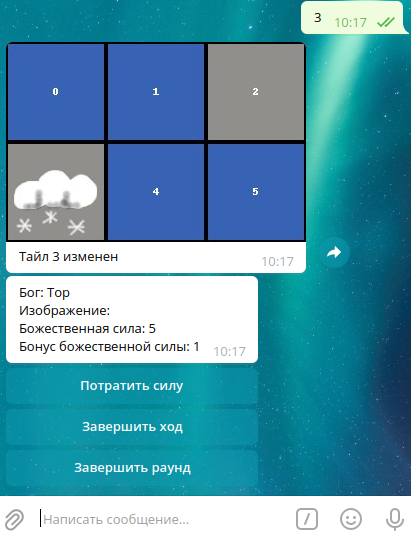 3 10:17
0 1 2
4 5
Тайл 3 изменен
10:17
Бог: Тор
Изображение:
Божественная сила: 5
Бонус божественной силы: 1 10:17
Потратить силу
Завершить ход
Завершить раунд
Написать сообщение...